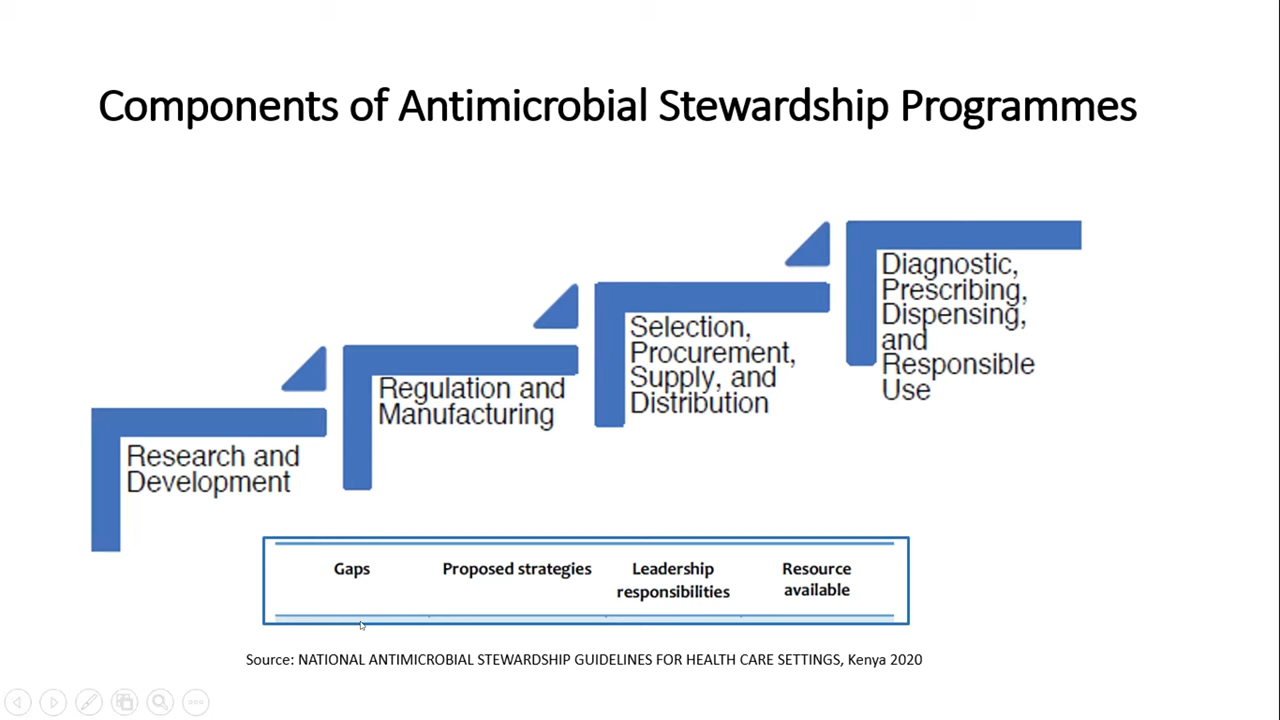 Components of Antimicrobial Stewardship Programmes
Research and
Development
Regulation and
Manufacturing
Selection,
Procurement,
Supply, and
Distribution
Diagnostic,
Prescribing,
Dispensing,
and
Responsible
Use
Gaps
Proposed strategies
Leadership
responsibilities
Resource
available
Source: NATIONAL ANTIMICROBIAL STEWARDSHIP GUIDELINES FOR HEALTH CARE SETTINGS, Kenya 2020